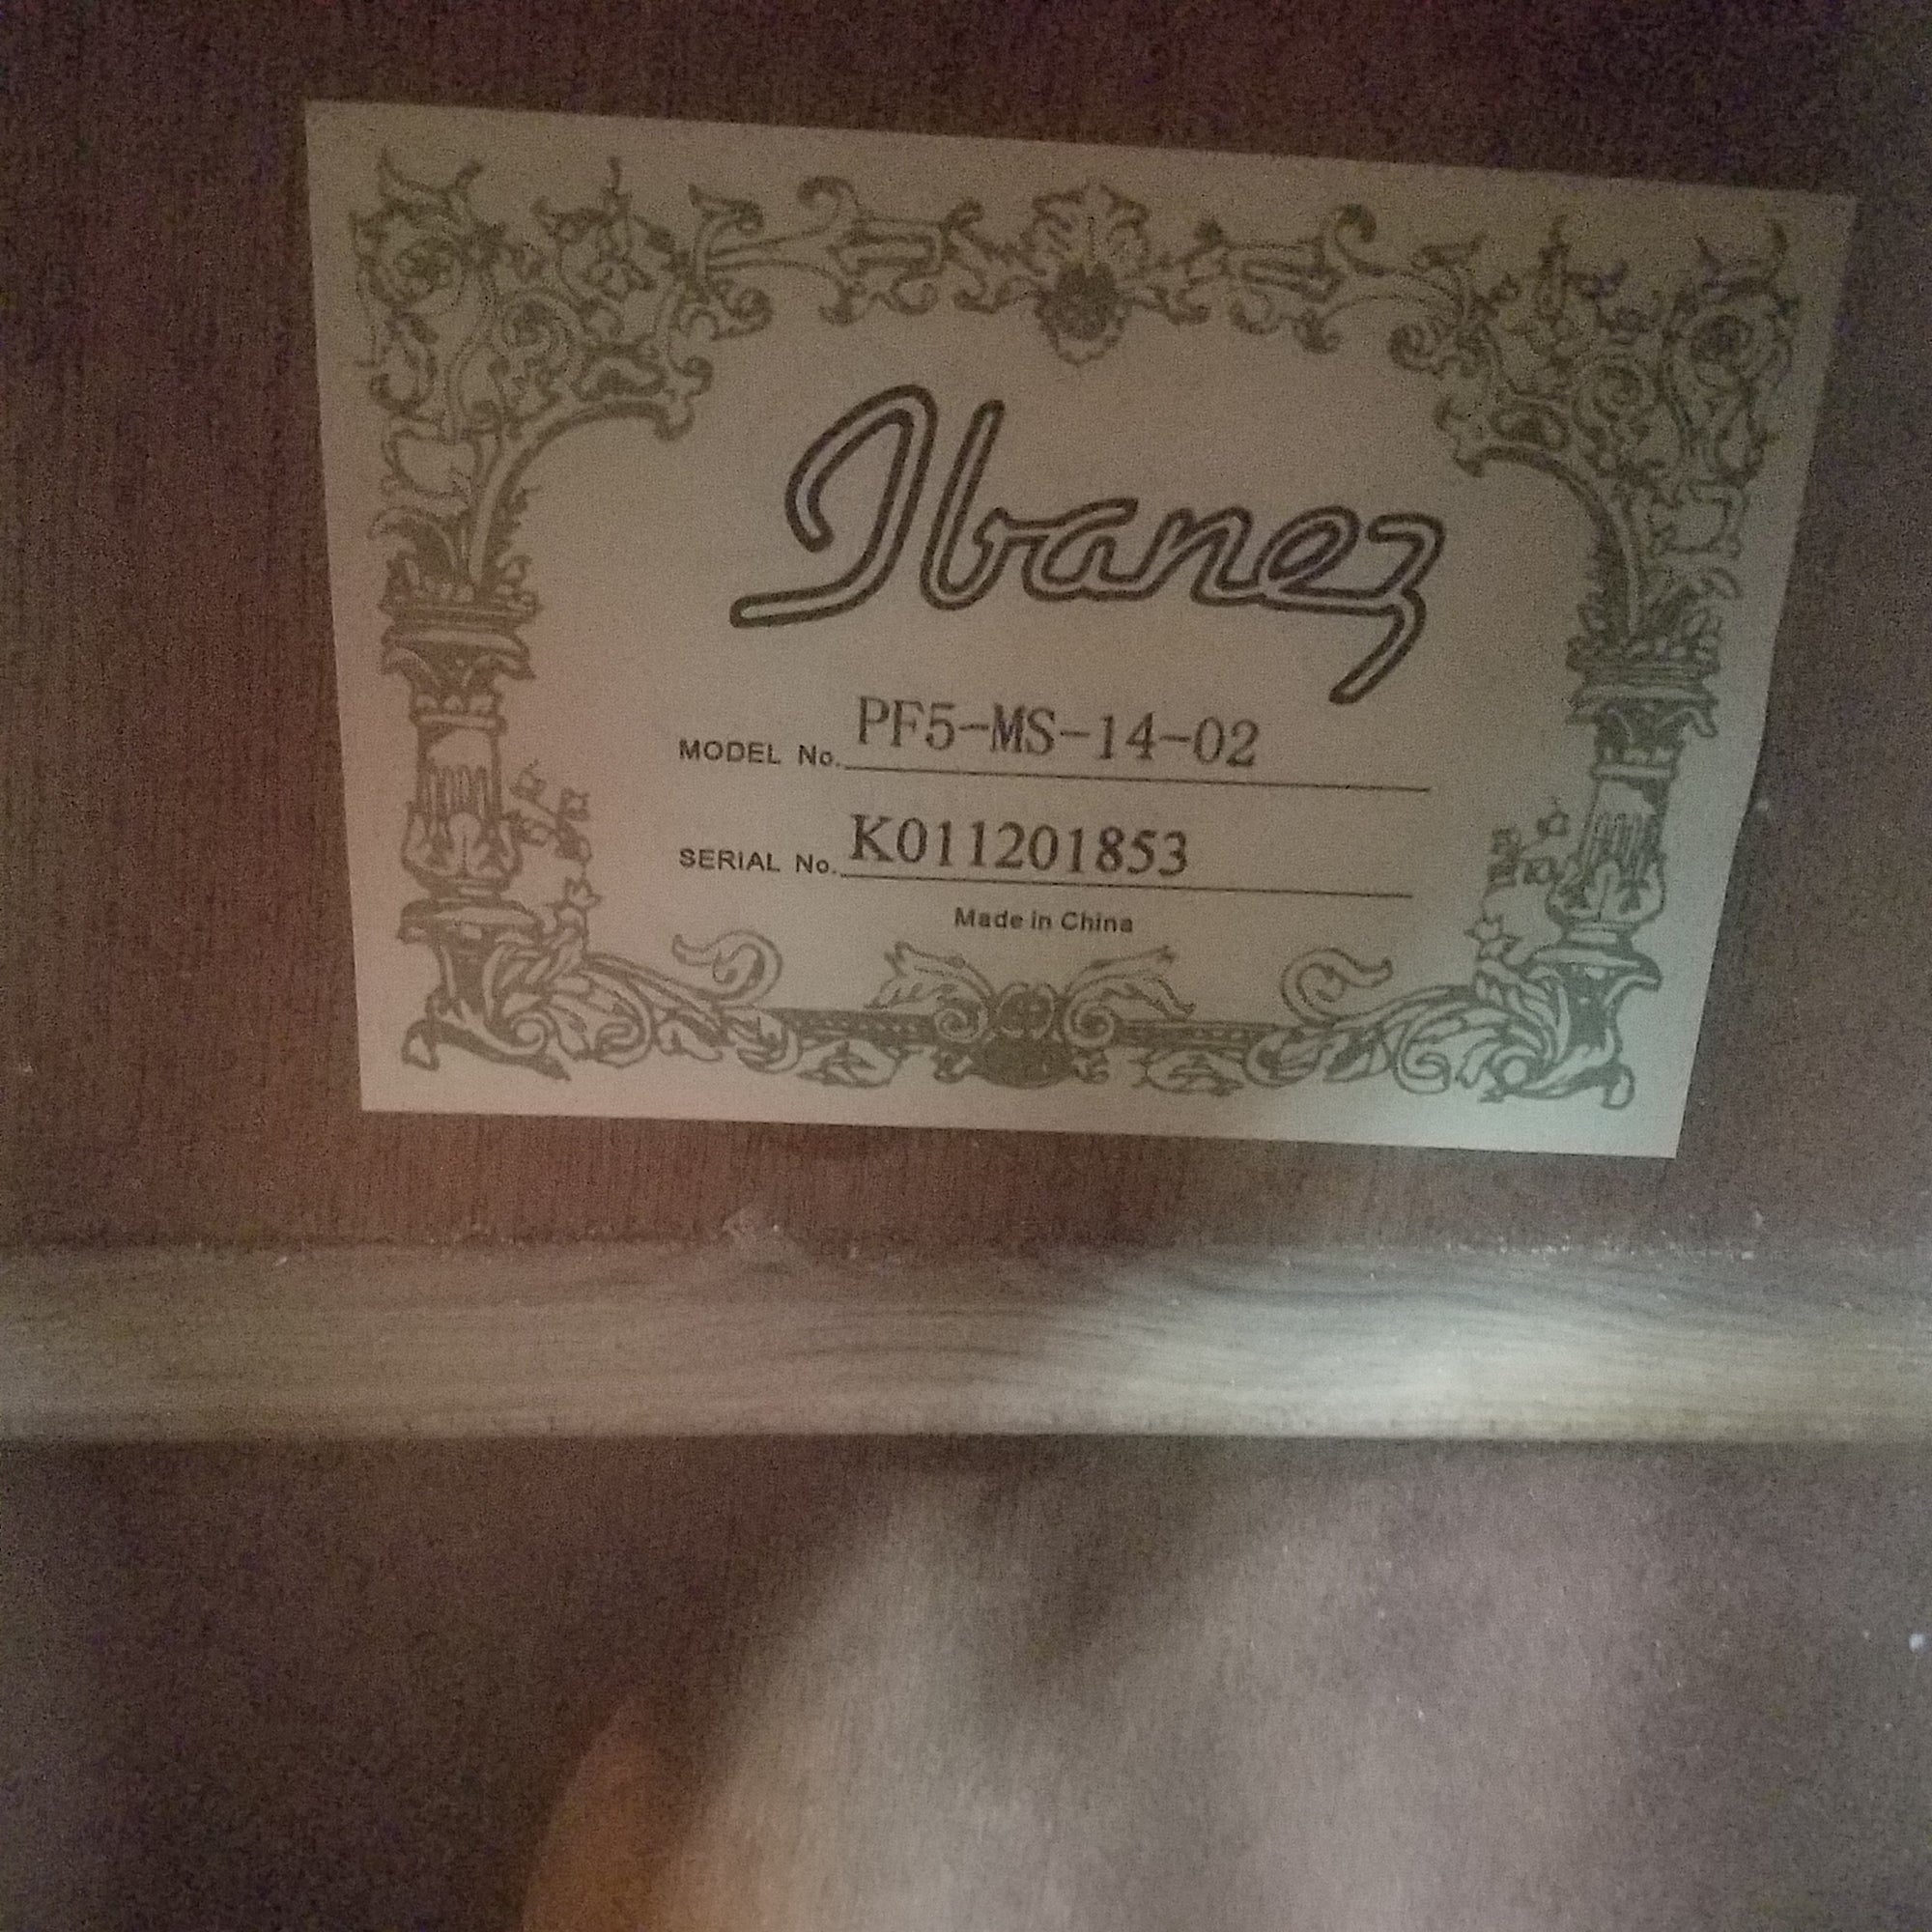 Ibanez
MODEL No. PF5-MS-14-02
SERIAL No. K011201853
Made in China